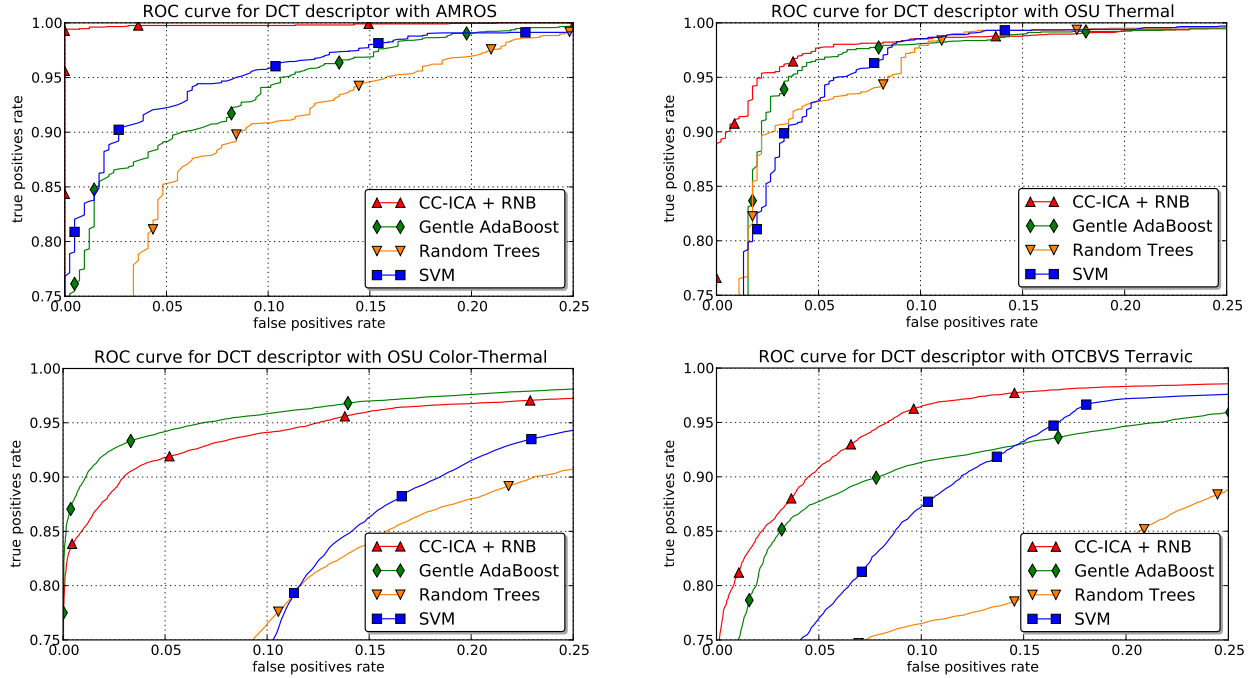 ROC curve for DCT descriptor with AMROS
1.00
0.95
0.90
0.85
0.80
0.75
true positives rate
CC-ICA + RNB
Gentle AdaBoost
Random Trees
SVM
0.00 0.05 0.10 0.15 0.20 0.25
false positives rate
ROC curve for DCT descriptor with OSU Thermal
1.00
0.95
0.90
0.85
0.80
0.75
true positives rate
CC-ICA + RNB
Gentle AdaBoost
Random Trees
SVM
0.00 0.05 0.10 0.15 0.20 0.25
false positives rate
ROC curve for DCT descriptor with OSU Color-Thermal
1.00
0.95
0.90
0.85
0.80
0.75
true positives rate
CC-ICA + RNB
Gentle AdaBoost
Random Trees
SVM
0.00 0.05 0.10 0.15 0.20 0.25
false positives rate
ROC curve for DCT descriptor with OTCBVS Terravic
1.00
0.95
0.90
0.85
0.80
0.75
true positives rate
CC-ICA + RNB
Gentle AdaBoost
Random Trees
SVM
0.00 0.05 0.10 0.15 0.20 0.25
false positives rate